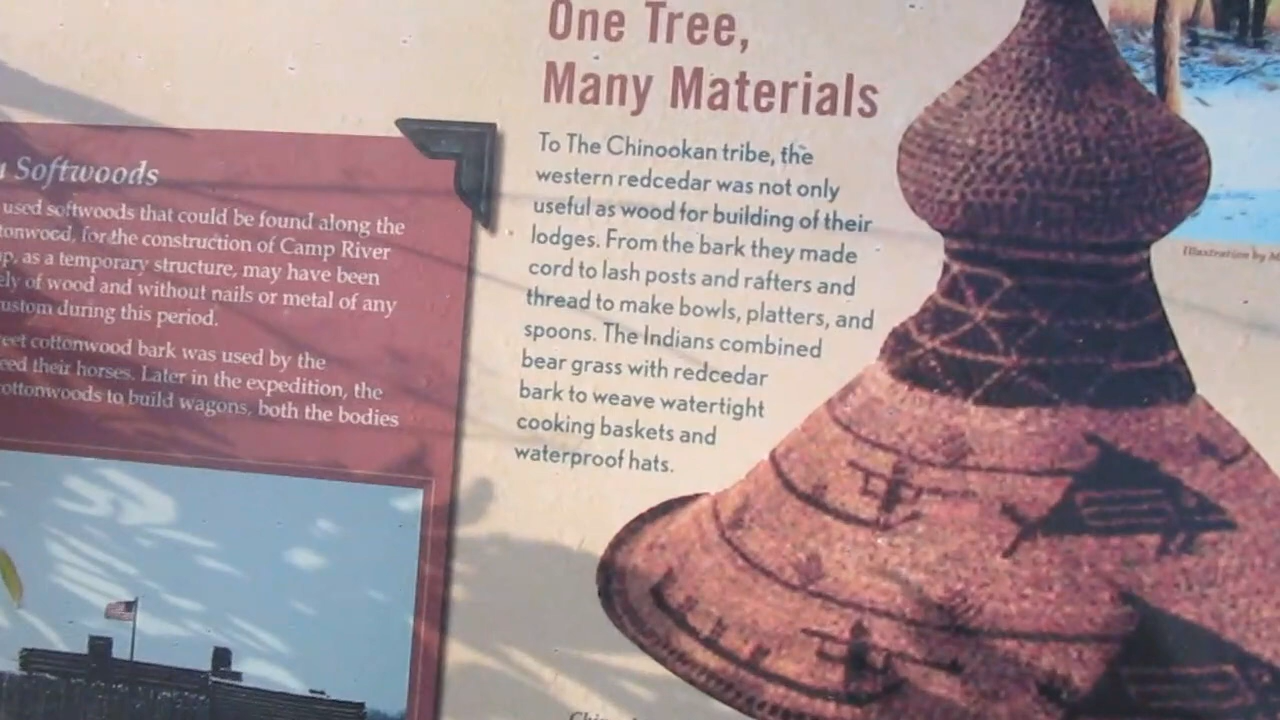 Softwoods
used softwoods that could be found along the
for the construction of Camp River
as a temporary structure, may have been
of wood and without nails or metal of any
during this period.
cottonwood bark was used by the
their horses. Later in the expedition, the
to build wagons, both the bodies
One Tree,
Many Materials
To The Chinookan tribe, the
western redcedar was not only
useful as wood for building of their
lodges. From the bark they made
cord to lash posts and rafters and
thread to make bowls, platters, and
spoons. The Indians combined
bear grass with redcedar
bark to weave watertight
cooking baskets and
waterproof hats.
Illustration by